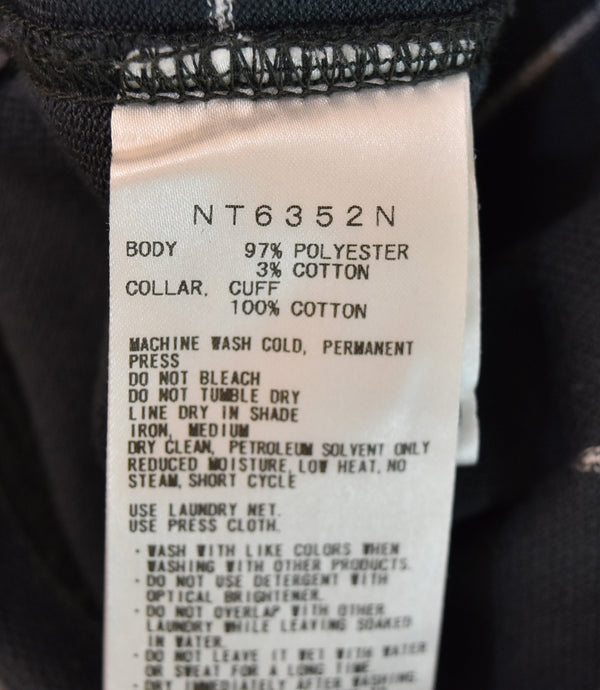 NT6352N
BODY 97% POLYESTER
3% COTTON
COLLAR, CUFF
100% COTTON
MACHINE WASH COLD, PERMANENT
PRESS
DO NOT BLEACH
DO NOT TUMBLE DRY
LINE DRY IN SHADE
IRON, MEDIUM
DRY CLEAN, PETROLEUM SOLVENT ONLY
REDUCED MOISTURE, LOW HEAT, NO
STEAM, SHORT CYCLE
USE LAUNDRY NET.
USE PRESS CLOTH.
・WASH WITH LIKE COLORS WHEN
WASHING WITH OTHER PRODUCTS.
・DO NOT USE DETERGENT WITH
OPTICAL BRIGHTENER.
・DO NOT OVERLAP WITH OTHER
LAUNDRY WHILE LEAVING SOAKED
IN WATER.
・DO NOT LEAVE IT WET WITH WATER
OR SWEAT FOR A LONG TIME.
・DRY IMMEDIATELY AFTER WASHING.